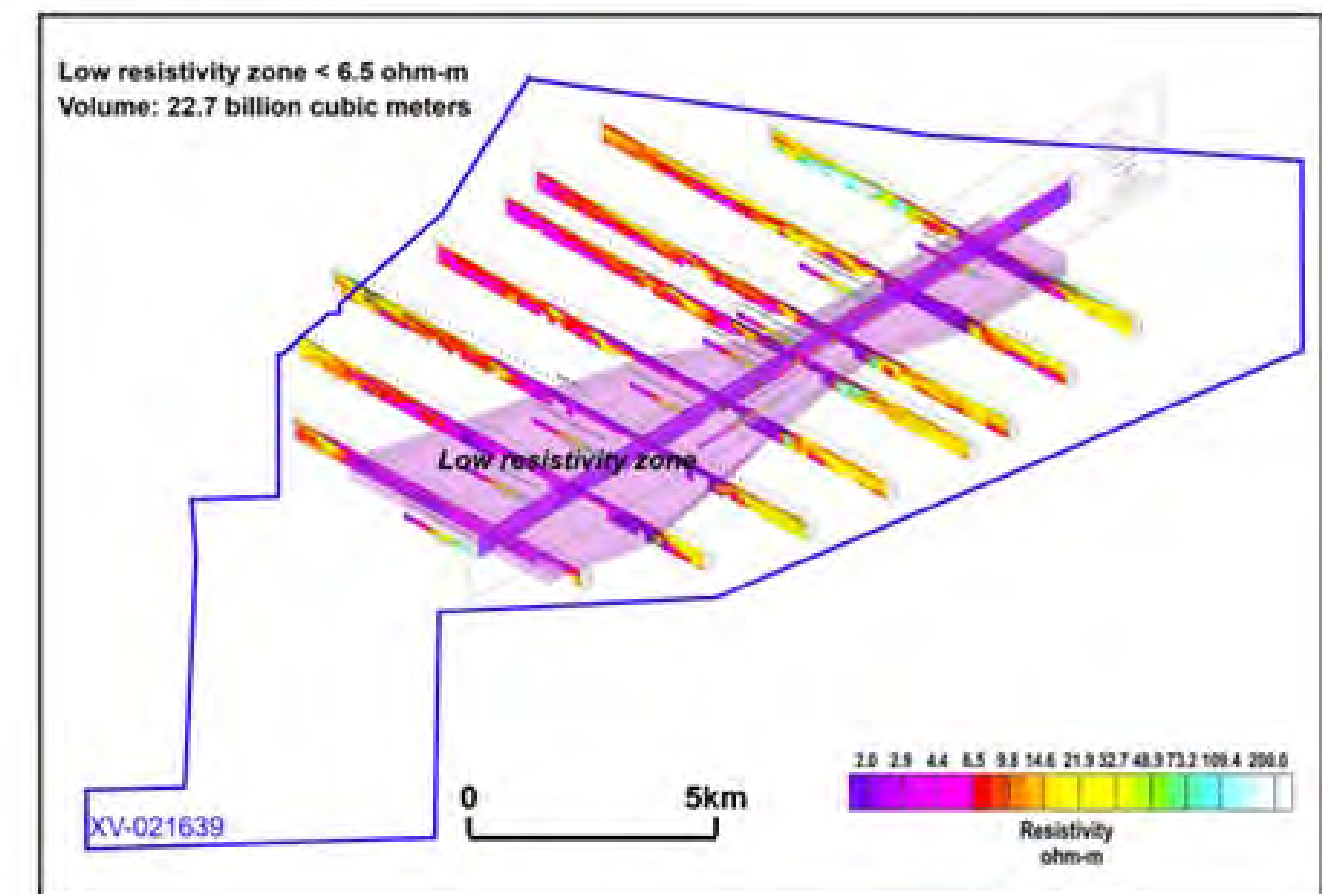 Low resistivity zone < 6.5 ohm-m
Volume: 22.7 billion cubic meters
Low resistivity zone
XV-021639
0 5km
2.0 2.9 4.4 6.5 9.8 14.6 21.9 32.7 48.9 73.2 109.4 200.0
Resistivity
ohm-m